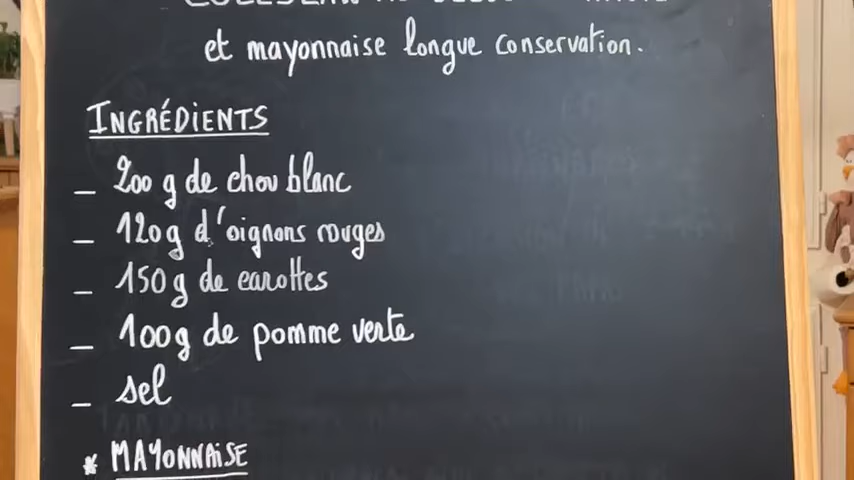 COLESLAW
et mayonnaise longue conservation.
INGRÉDIENTS
_ 200 g de chou blanc
_ 120g d'oignons rouges
_ 150g de carottes
_ 100g de pomme verte
_ sel
* MAYONNAISE